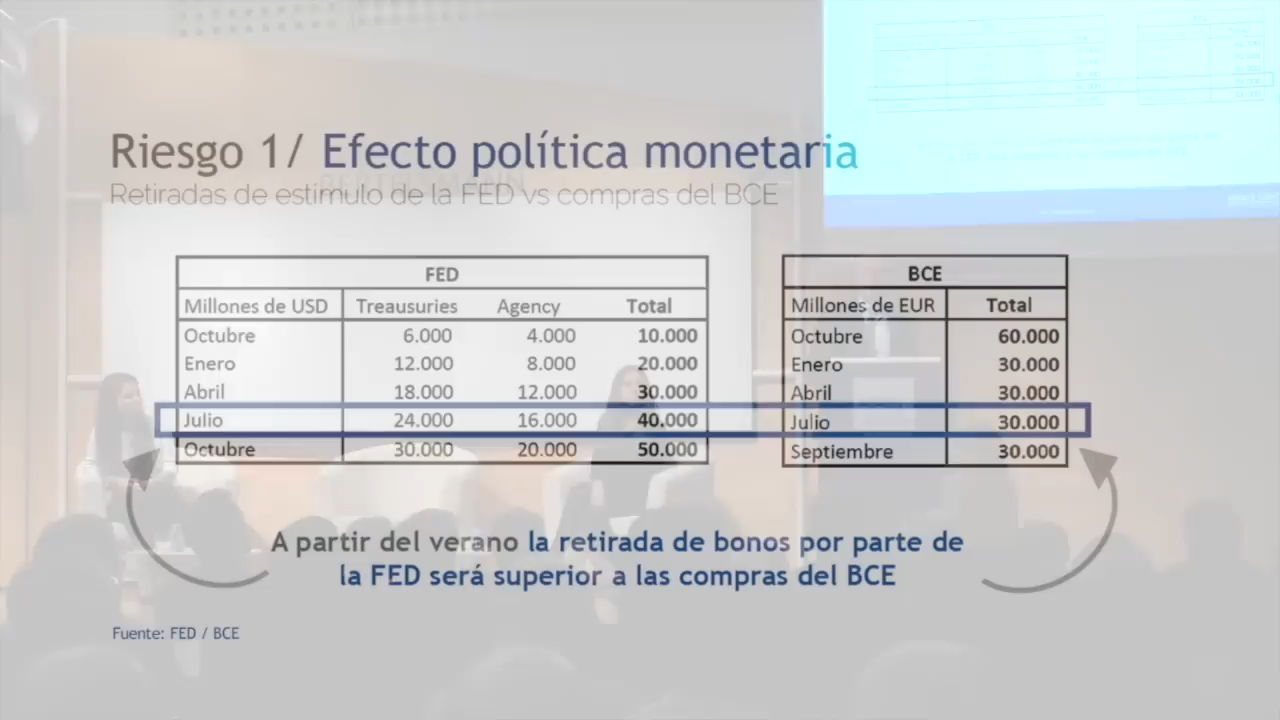 Riesgo 1/ Efecto política monetaria
Retiradas de estímulo de la FED vs compras del BCE
FED
Millones de USD Treausuries Agency Total
Octubre 6.000 4.000 10.000
Enero 12.000 8.000 20.000
Abril 18.000 12.000 30.000
Julio 24.000 16.000 40.000
Octubre 30.000 20.000 50.000
BCE
Millones de EUR Total
Octubre 60.000
Enero 30.000
Abril 30.000
Julio 30.000
Septiembre 30.000
A partir del verano la retirada de bonos por parte de
la FED será superior a las compras del BCE
Fuente: FED / BCE